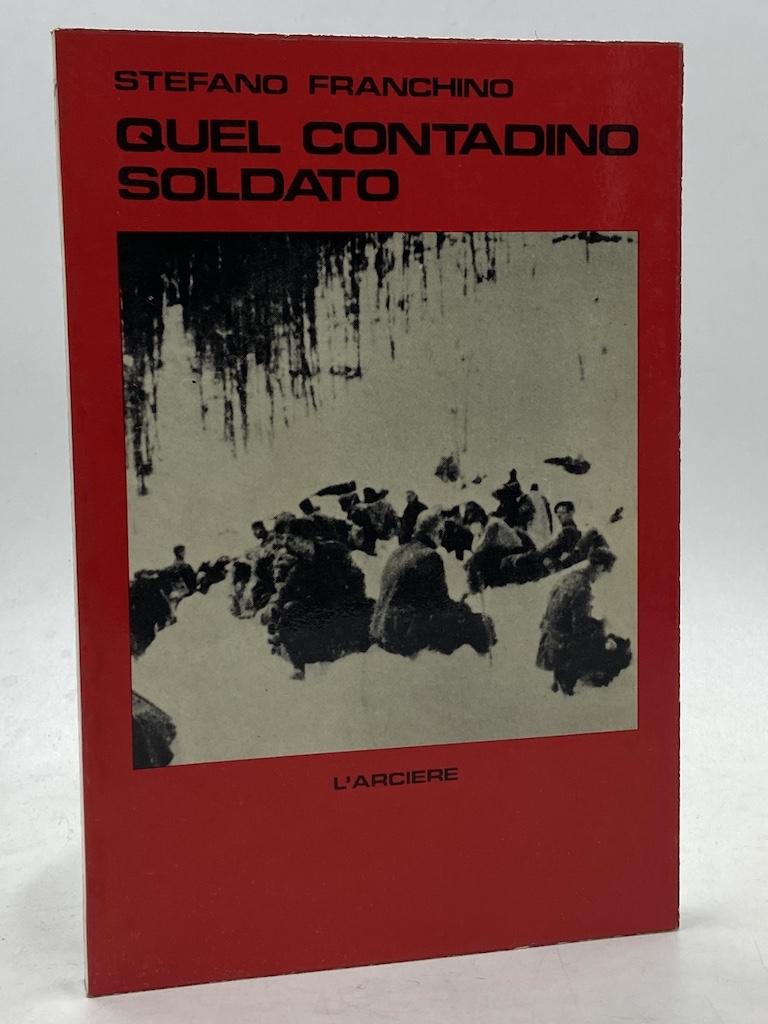 STEFANO FRANCHINO
QUEL CONTADINO
SOLDATO
L'ARCIERE